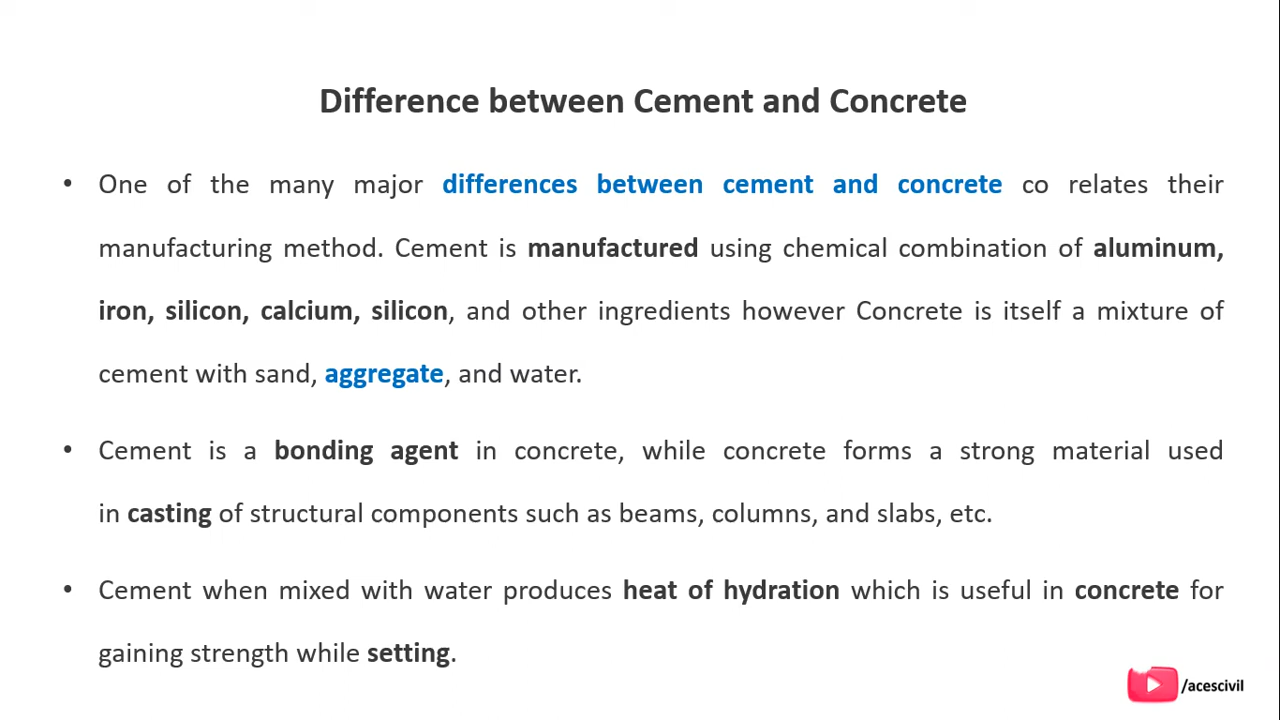 Difference between Cement and Concrete
• One of the many major differences between cement and concrete co relates their
manufacturing method. Cement is manufactured using chemical combination of aluminum,
iron, silicon, calcium, silicon, and other ingredients however Concrete is itself a mixture of
cement with sand, aggregate, and water.
• Cement is a bonding agent in concrete, while concrete forms a strong material used
in casting of structural components such as beams, columns, and slabs, etc.
• Cement when mixed with water produces heat of hydration which is useful in concrete for
gaining strength while setting.
/acescivil